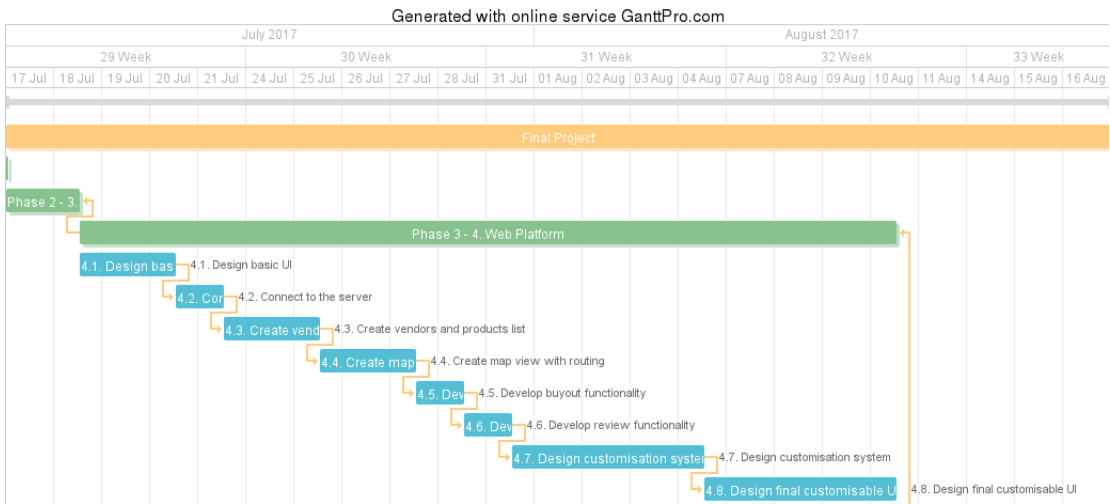 Generated with online service GanttPro.com
July 2017 August 2017
29 Week 30 Week 31 Week 32 Week 33 Week
17 Jul 18 Jul 19 Jul 20 Jul 21 Jul 24 Jul 25 Jul 26 Jul 27 Jul 28 Jul 31 Jul 01 Aug 02 Aug 03 Aug 04 Aug 07 Aug 08 Aug 09 Aug 10 Aug 11 Aug 14 Aug 15 Aug 16 Aug
Final Project
Phase 2 - 3.
Phase 3 - 4. Web Platform
4.1. Design bas 4.1. Design basic UI
4.2. Cor 4.2. Connect to the server
4.3. Create vend 4.3. Create vendors and products list
4.4. Create map 4.4. Create map view with routing
4.5. Dev 4.5. Develop buyout functionality
4.6. Dev 4.6. Develop review functionality
4.7. Design customisation system 4.7. Design customisation system
4.8. Design final customisable UI 4.8. Design final customisable UI